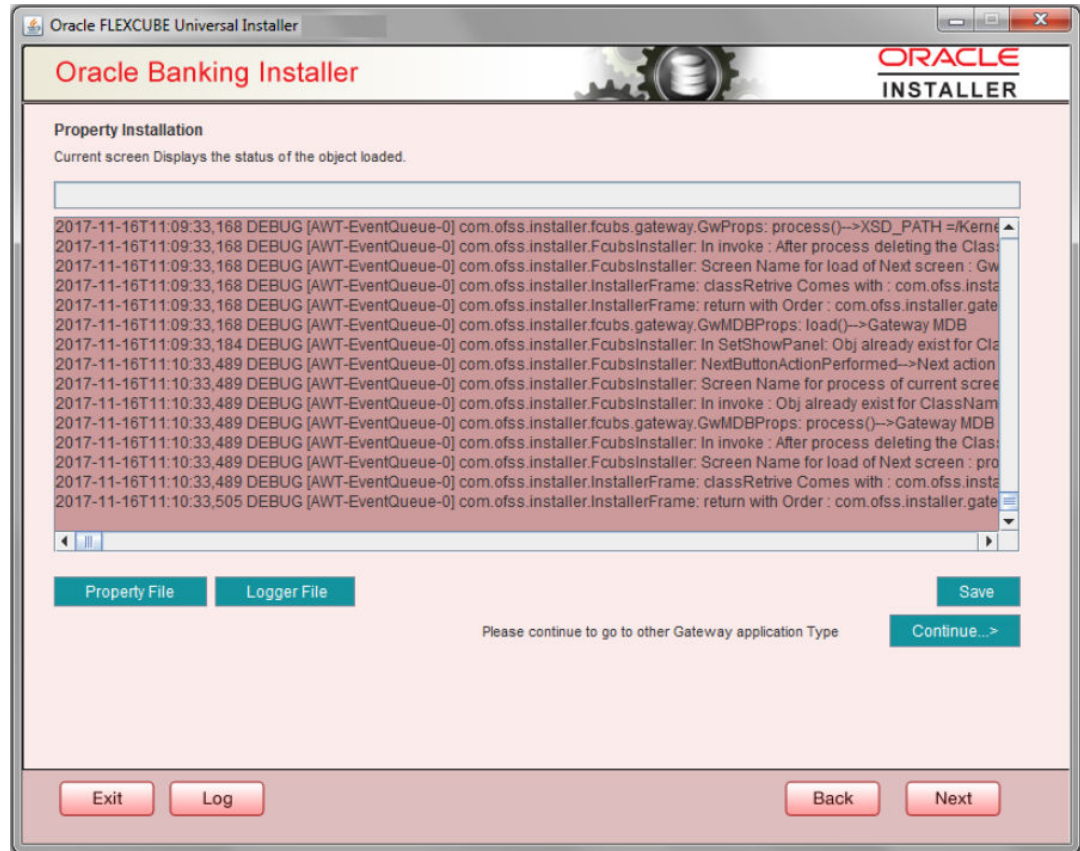 Oracle FLEXCUBE Universal Installer
Oracle Banking Installer
ORACLE
INSTALLER
Property Installation
Current screen Displays the status of the object loaded.
2017-11-16T11:09:33,168 DEBUG [AWT-EventQueue-0] com.ofss.installer.fcubs.gateway.GwProps: process()-->XSD_PATH =/Kerne
2017-11-16T11:09:33,168 DEBUG [AWT-EventQueue-0] com.ofss.installer.FcubsInstaller: In invoke : After process deleting the Clas
2017-11-16T11:09:33,168 DEBUG [AWT-EventQueue-0] com.ofss.installer.FcubsInstaller: Screen Name for load of Next screen : Gw
2017-11-16T11:09:33,168 DEBUG [AWT-EventQueue-0] com.ofss.installer.InstallerFrame: classRetrive Comes with : com.ofss.insta
2017-11-16T11:09:33,168 DEBUG [AWT-EventQueue-0] com.ofss.installer.InstallerFrame: return with Order : com.ofss.installer.gate
2017-11-16T11:09:33,168 DEBUG [AWT-EventQueue-0] com.ofss.installer.fcubs.gateway.GwMDBProps: load()-->Gateway MDB
2017-11-16T11:09:33,184 DEBUG [AWT-EventQueue-0] com.ofss.installer.FcubsInstaller: In SetShowPanel: Obj already exist for Cla
2017-11-16T11:10:33,489 DEBUG [AWT-EventQueue-0] com.ofss.installer.FcubsInstaller: NextButtonActionPerformed-->Next action
2017-11-16T11:10:33,489 DEBUG [AWT-EventQueue-0] com.ofss.installer.FcubsInstaller: Screen Name for process of current scree
2017-11-16T11:10:33,489 DEBUG [AWT-EventQueue-0] com.ofss.installer.FcubsInstaller: In invoke : Obj already exist for ClassNam
2017-11-16T11:10:33,489 DEBUG [AWT-EventQueue-0] com.ofss.installer.fcubs.gateway.GwMDBProps: process()-->Gateway MDB
2017-11-16T11:10:33,489 DEBUG [AWT-EventQueue-0] com.ofss.installer.FcubsInstaller: In invoke : After process deleting the Clas
2017-11-16T11:10:33,489 DEBUG [AWT-EventQueue-0] com.ofss.installer.FcubsInstaller: Screen Name for load of Next screen : pro
2017-11-16T11:10:33,489 DEBUG [AWT-EventQueue-0] com.ofss.installer.InstallerFrame: classRetrive Comes with : com.ofss.insta
2017-11-16T11:10:33,505 DEBUG [AWT-EventQueue-0] com.ofss.installer.InstallerFrame: return with Order : com.ofss.installer.gate
Property File Logger File Save
Please continue to go to other Gateway application Type Continue...>
Exit Log Back Next